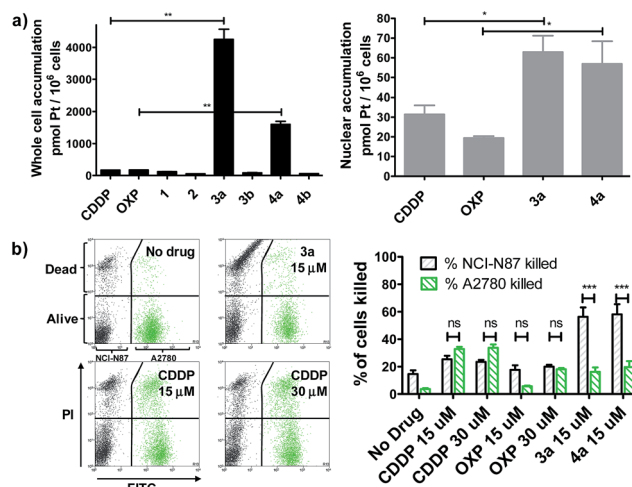 a)
Whole cell accumulation
pmol Pt / 10⁶ cells
4000
3000
2000
1000
0
**
**
CDDP
OXP
1
2
3a
3b
4a
4b
Nuclear accumulation
pmol Pt / 10⁶ cells
80
70
60
50
40
30
20
10
0
*
*
CDDP
OXP
3a
4a
b)
Dead
Alive
No drug
3a
15 µM
NCI-N87
A2780
CDDP
15 µM
CDDP
30 µM
PI
FITC
% of cells killed
100
80
60
40
20
0
% NCI-N87 killed
% A2780 killed
ns
ns
ns
ns
***
***
No Drug
CDDP 15 uM
CDDP 30 uM
OXP 15 uM
OXP 30 uM
3a 15 uM
4a 15 uM